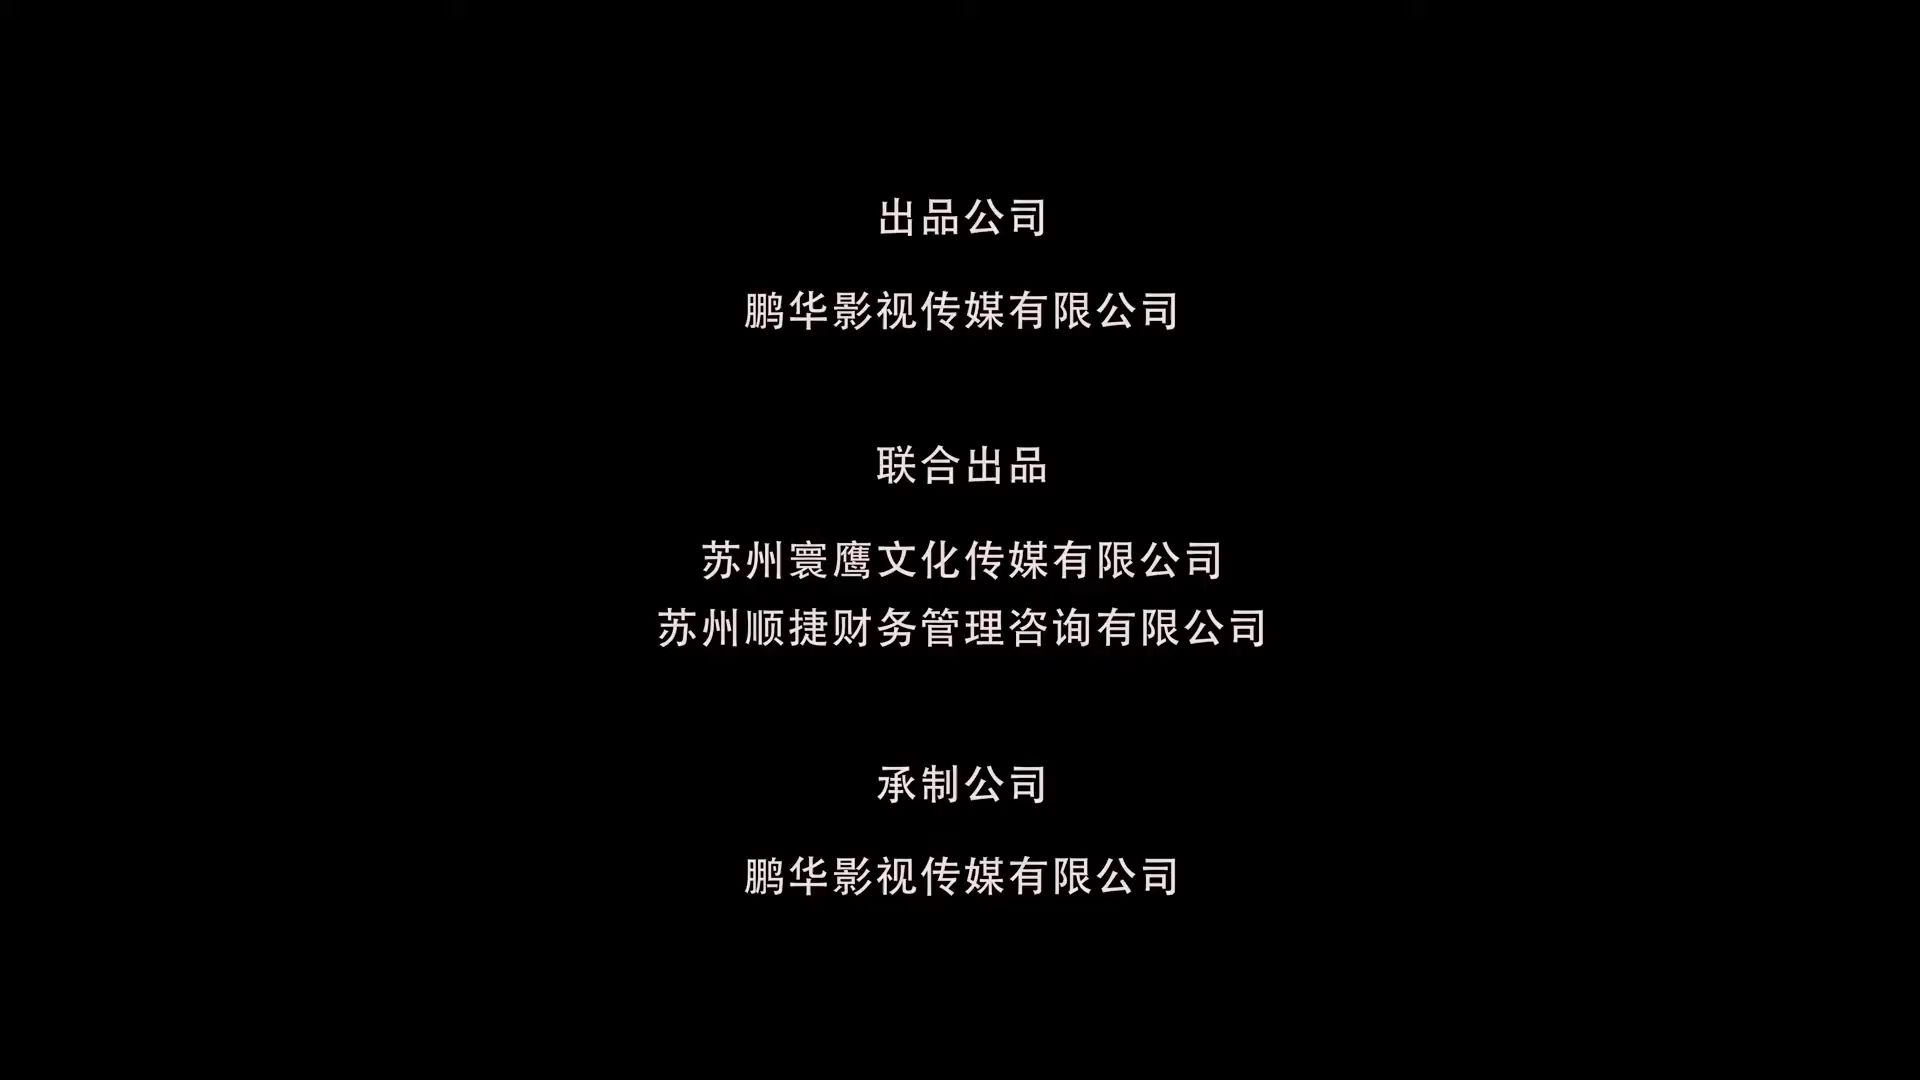 出品公司
鹏华影视传媒有限公司
联合出品
苏州寰鹰文化传媒有限公司
苏州顺捷财务管理咨询有限公司
承制公司
鹏华影视传媒有限公司